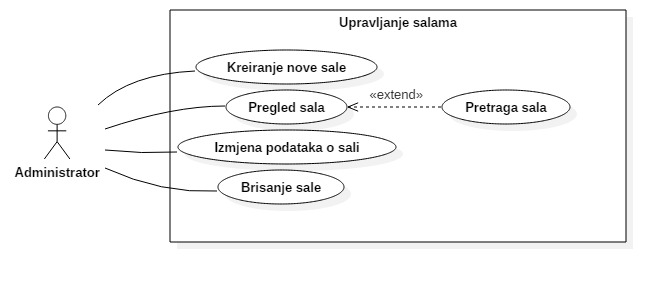 Upravljanje salama
Kreiranje nove sale
Pregled sala
«extend»
Pretraga sala
Izmjena podataka o sali
Brisanje sale
Administrator